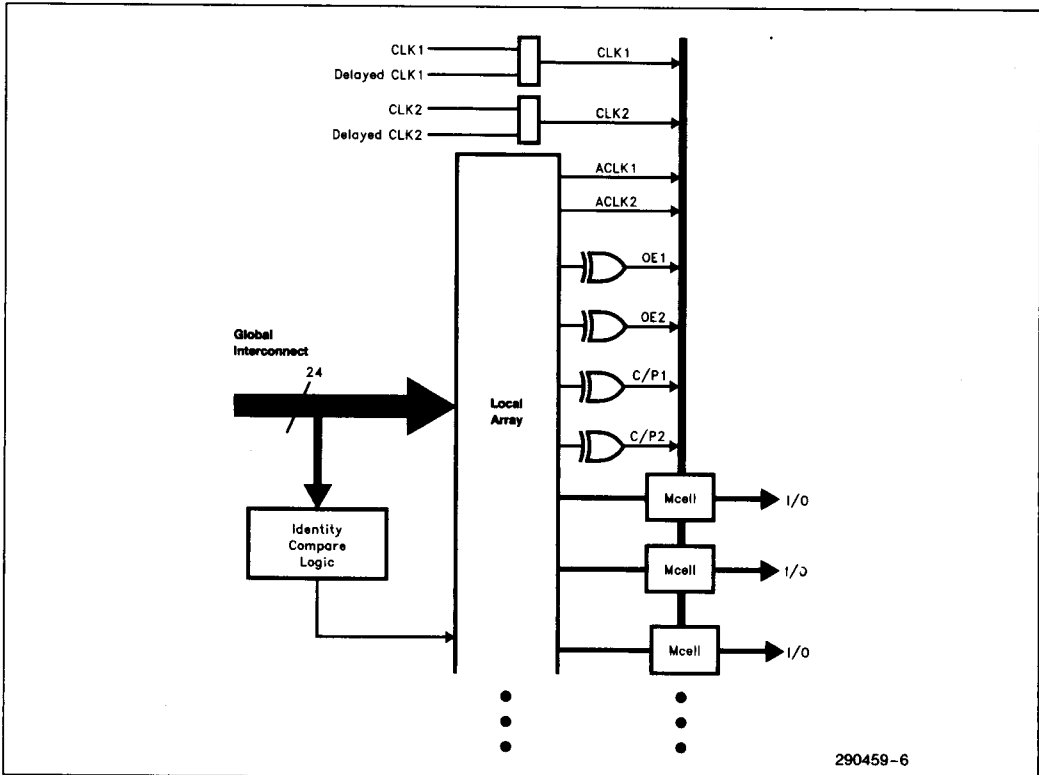 CLK1
CLK1
Delayed CLK1
CLK2
CLK2
Delayed CLK2
ACLK1
ACLK2
OE1
OE2
Global
Interconnect
24
C/P1
Local
Array
C/P2
Mcell
I/O
Identity
Compare
Logic
Mcell
I/O
Mcell
I/O
290459-6